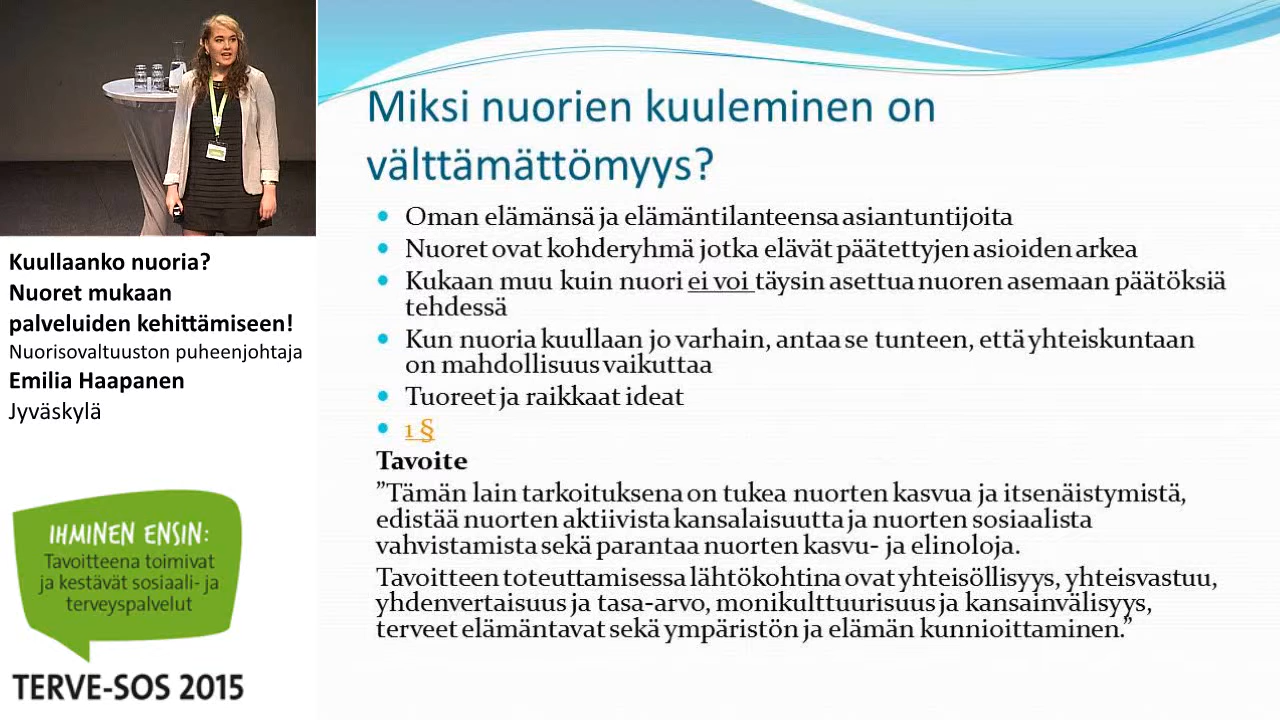 Kuullaanko nuoria?
Nuoret mukaan
palveluiden kehittämiseen!
Nuorisovaltuuston puheenjohtaja
Emilia Haapanen
Jyväskylä
IHMINEN ENSIN:
Tavoitteena toimivat
ja kestävät sosiaali- ja
terveyspalvelut
TERVE-SOS 2015
Miksi nuorien kuuleminen on
välttämättömyys?
• Oman elämänsä ja elämäntilanteensa asiantuntijoita
• Nuoret ovat kohderyhmä jotka elävät päätettyjen asioiden arkea
• Kukaan muu kuin nuori ei voi täysin asettua nuoren asemaan päätöksiä
tehdessä
• Kun nuoria kuullaan jo varhain, antaa se tunteen, että yhteiskuntaan
on mahdollisuus vaikuttaa
• Tuoreet ja raikkaat ideat
• 1 §
Tavoite
”Tämän lain tarkoituksena on tukea nuorten kasvua ja itsenäistymistä,
edistää nuorten aktiivista kansalaisuutta ja nuorten sosiaalista
vahvistamista sekä parantaa nuorten kasvu- ja elinoloja.
Tavoitteen toteuttamisessa lähtökohtina ovat yhteisöllisyys, yhteisvastuu,
yhdenvertaisuus ja tasa-arvo, monikulttuurisuus ja kansainvälisyys,
terveet elämäntavat sekä ympäristön ja elämän kunnioittaminen.”